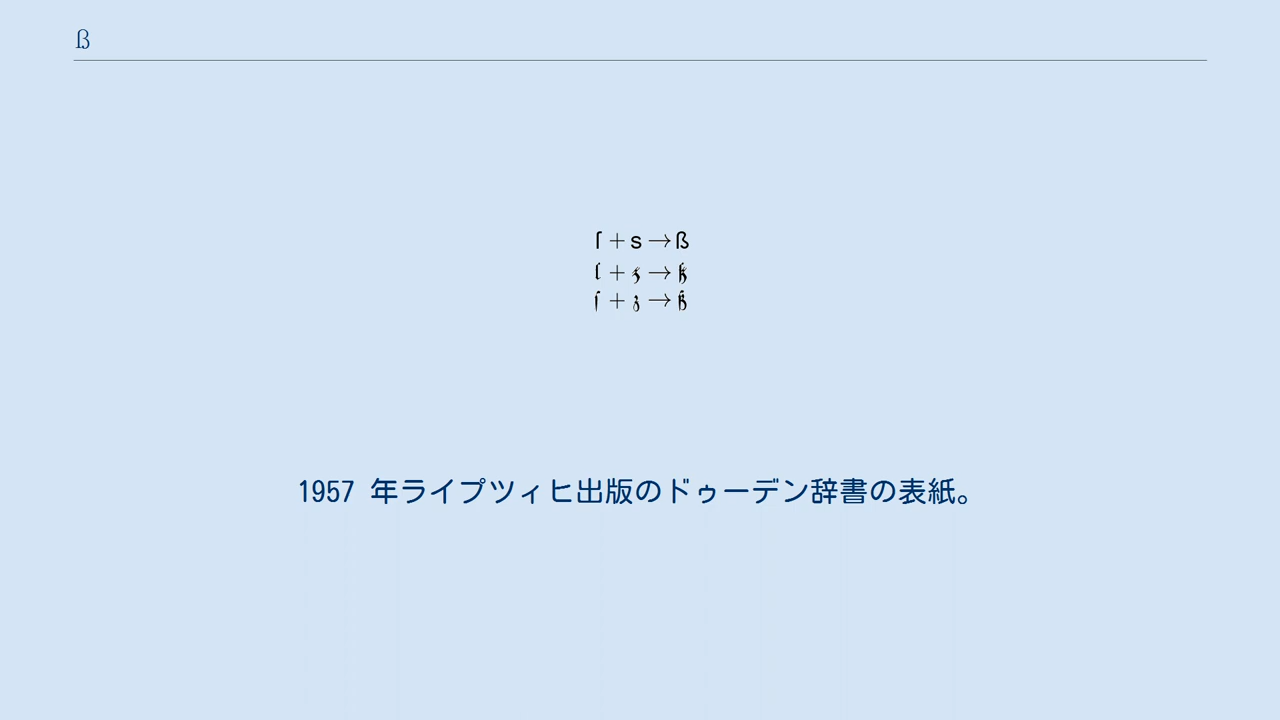 ß
ſ + s → ß
ſ + z → ß
ſ + z → ß
1957 年ライプツィヒ出版のドゥーデン辞書の表紙。